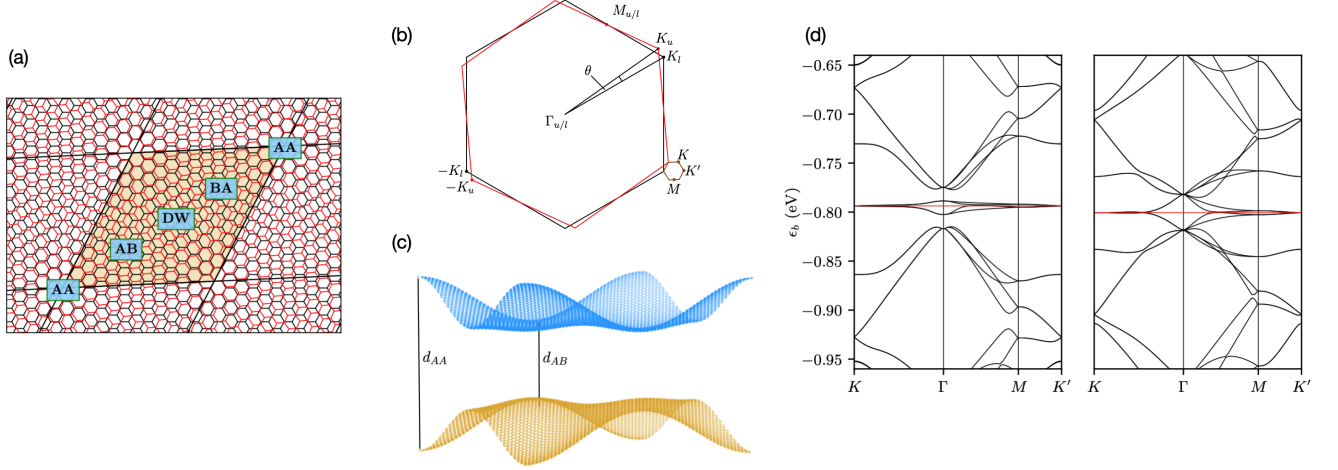 (a)
AA
BA
DW
AB
AA
(b)
M_{u/l}
K_u
K_l
θ
Γ_{u/l}
−K_l
−K_u
K
K′
M
(c)
d_{AA}
d_{AB}
(d)
ϵ_b (eV)
−0.65
−0.70
−0.75
−0.80
−0.85
−0.90
−0.95
K Γ M K′
K Γ M K′